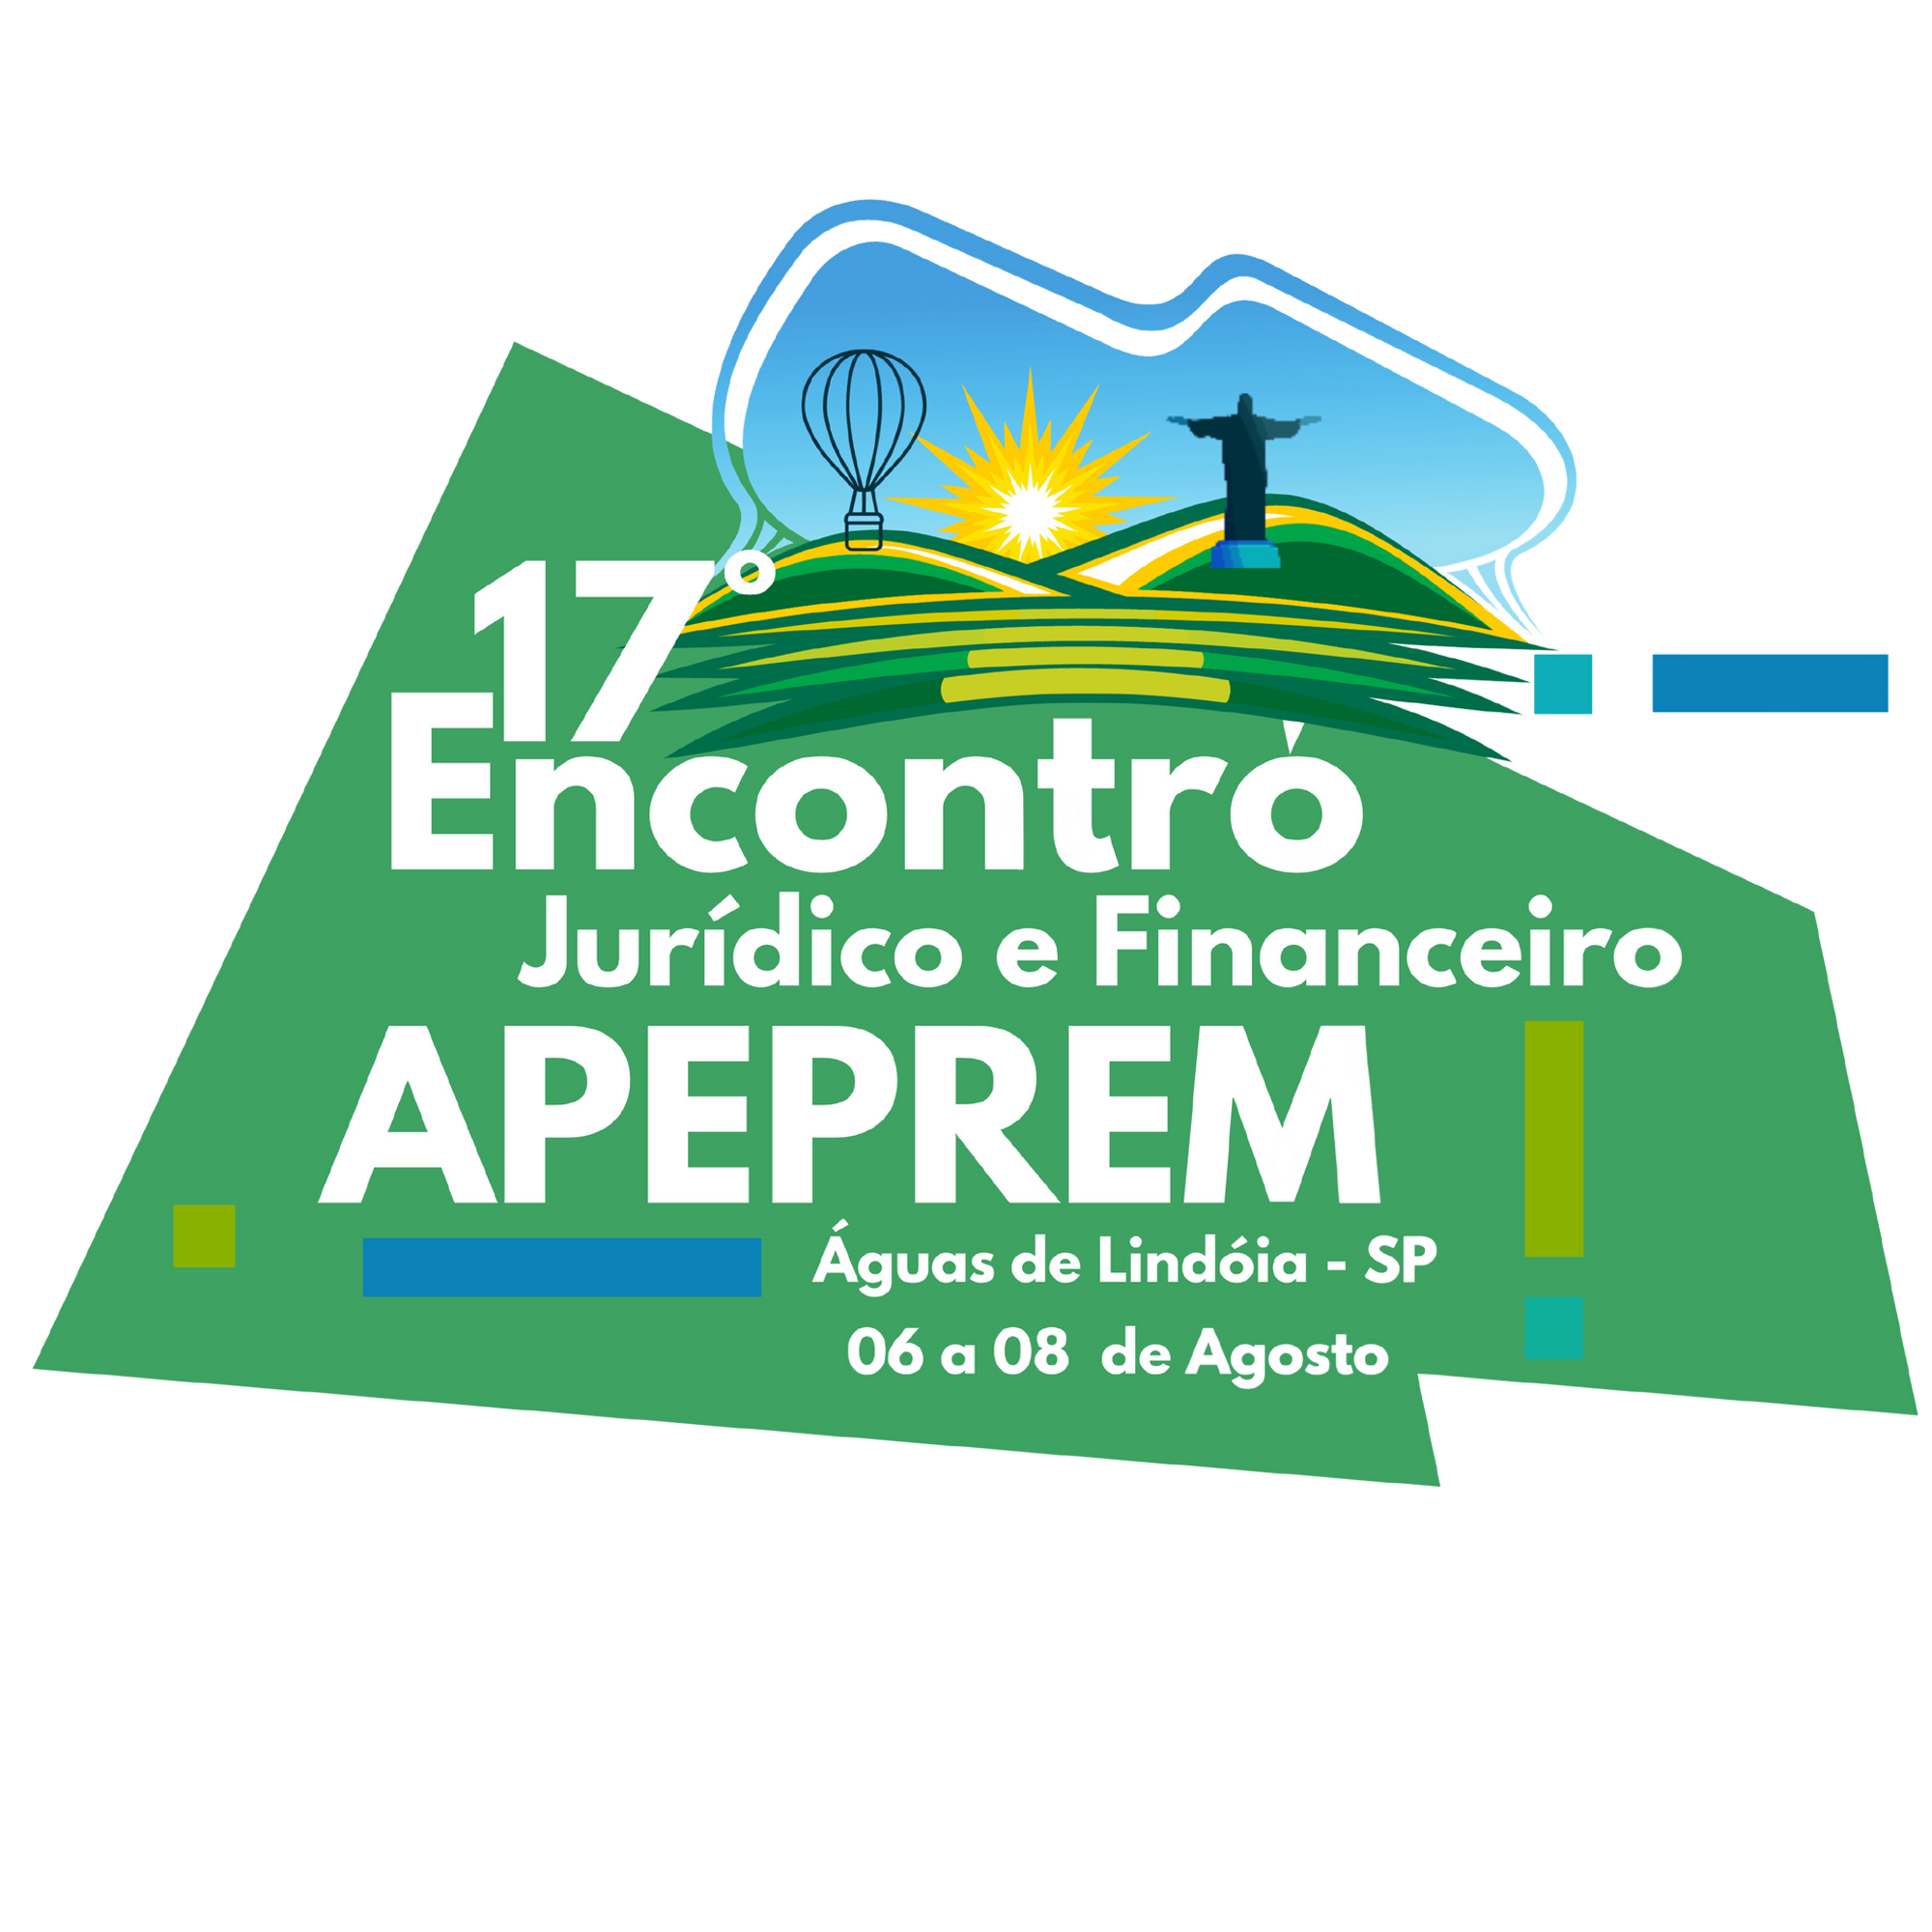 17°
Encontro
Jurídico e Financeiro
APEPREM
Águas de Lindóia - SP
06 a 08 de Agosto